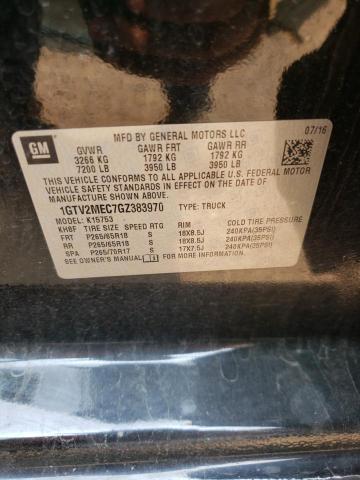 GM
MFD BY GENERAL MOTORS LLC 07/16
GVWR GAWR FRT GAWR RR
3266 KG 1792 KG 1792 KG
7200 LB 3950 LB 3950 LB
THIS VEHICLE CONFORMS TO ALL APPLICABLE U.S. FEDERAL MOTOR
VEHICLE SAFETY STANDARDS IN EFFECT ON THE DATE OF
MANUFACTURE SHOWN ABOVE.
1GTV2MEC7GZ383970 TYPE: TRUCK
MODEL: K15753
KH8F TIRE SIZE SPEED RTG RIM COLD TIRE PRESSURE
FRT P265/65R18 S 18X8.5J 240KPA(35PSI)
RR P265/65R18 S 18X8.5J 240KPA(35PSI)
SPA P265/70R17 S 17X7.5J 240KPA(35PSI)
SEE OWNER'S MANUAL